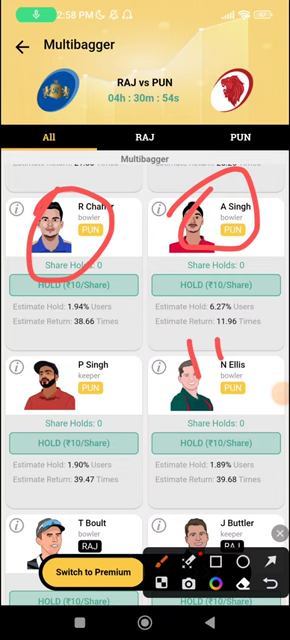 2:58 PM
Multibagger
RAJ vs PUN
04h : 30m : 54s
All RAJ PUN
Multibagger
R Chaher
bowler
PUN
A Singh
bowler
PUN
Share Holds: 0
Share Holds: 0
HOLD (₹10/Share)
HOLD (₹10/Share)
Estimate Hold: 1.94% Users
Estimate Hold: 6.27% Users
Estimate Return: 38.66 Times
Estimate Return: 11.96 Times
P Singh
keeper
PUN
N Ellis
bowler
PUN
Share Holds: 0
Share Holds: 0
HOLD (₹10/Share)
HOLD (₹10/Share)
Estimate Hold: 1.90% Users
Estimate Hold: 1.89% Users
Estimate Return: 39.47 Times
Estimate Return: 39.68 Times
T Boult
bowler
RAJ
J Buttler
keeper
RAJ
Switch to Premium
HOLD (₹10/Share)